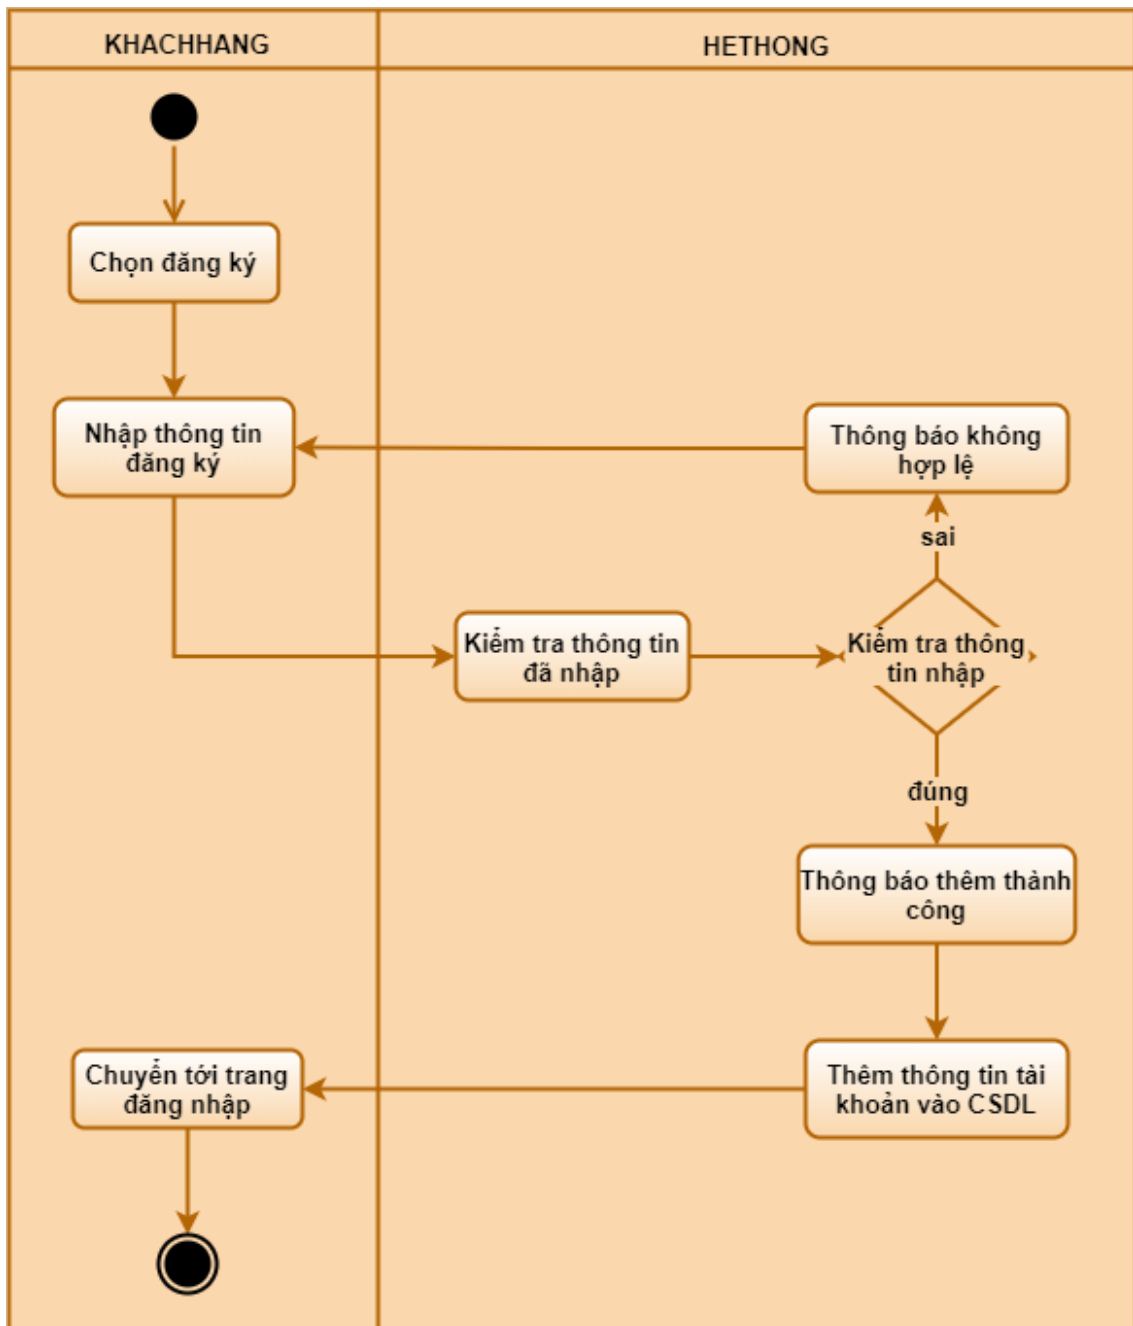 KHACHHANG
HETHONG
Chọn đăng ký
Nhập thông tin
đăng ký
Thông báo không
hợp lệ
sai
Kiểm tra thông tin
đã nhập
Kiểm tra thông
tin nhập
đúng
Thông báo thêm thành
công
Chuyển tới trang
đăng nhập
Thêm thông tin tài
khoản vào CSDL